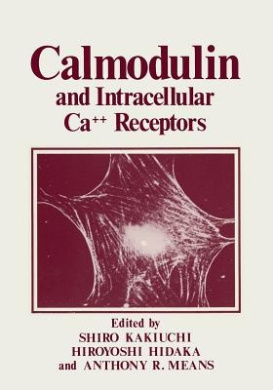 Calmodulin
and Intracellular
Ca++ Receptors
Edited by
SHIRO KAKIUCHI
HIROYOSHI HIDAKA
and ANTHONY R. MEANS